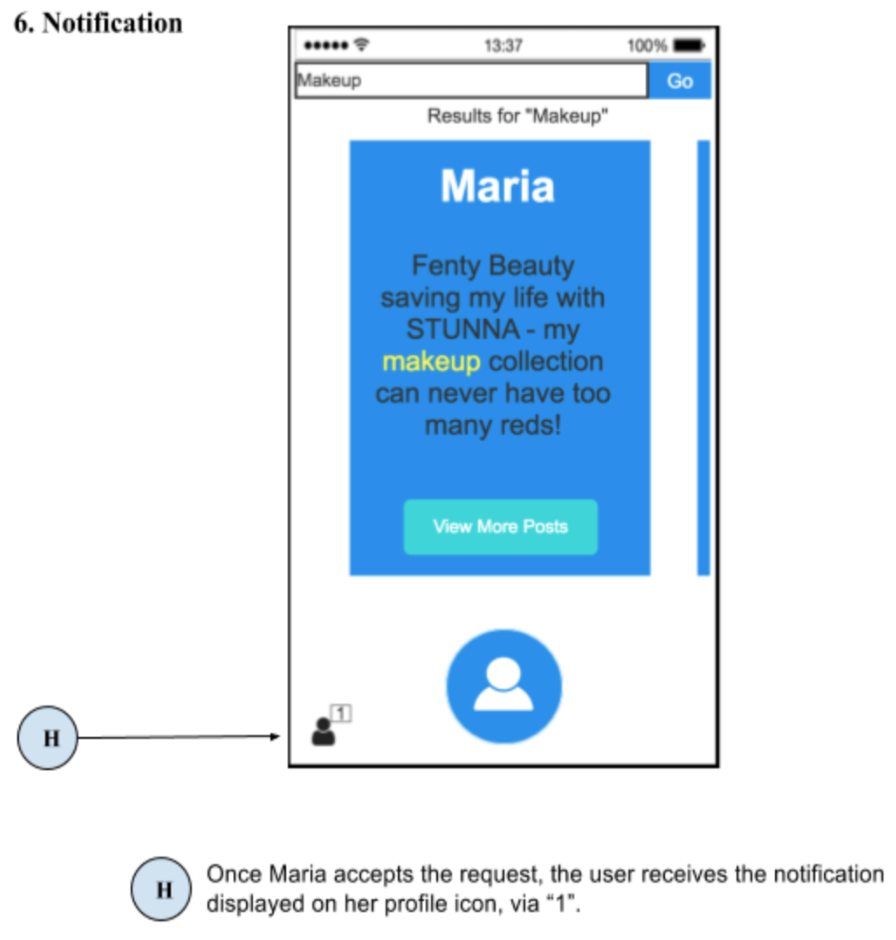 6. Notification
13:37
100%
Makeup
Go
Results for "Makeup"
Maria
Fenty Beauty
saving my life with
STUNNA - my
makeup collection
can never have too
many reds!
View More Posts
1
H
H
Once Maria accepts the request, the user receives the notification
displayed on her profile icon, via “1”.